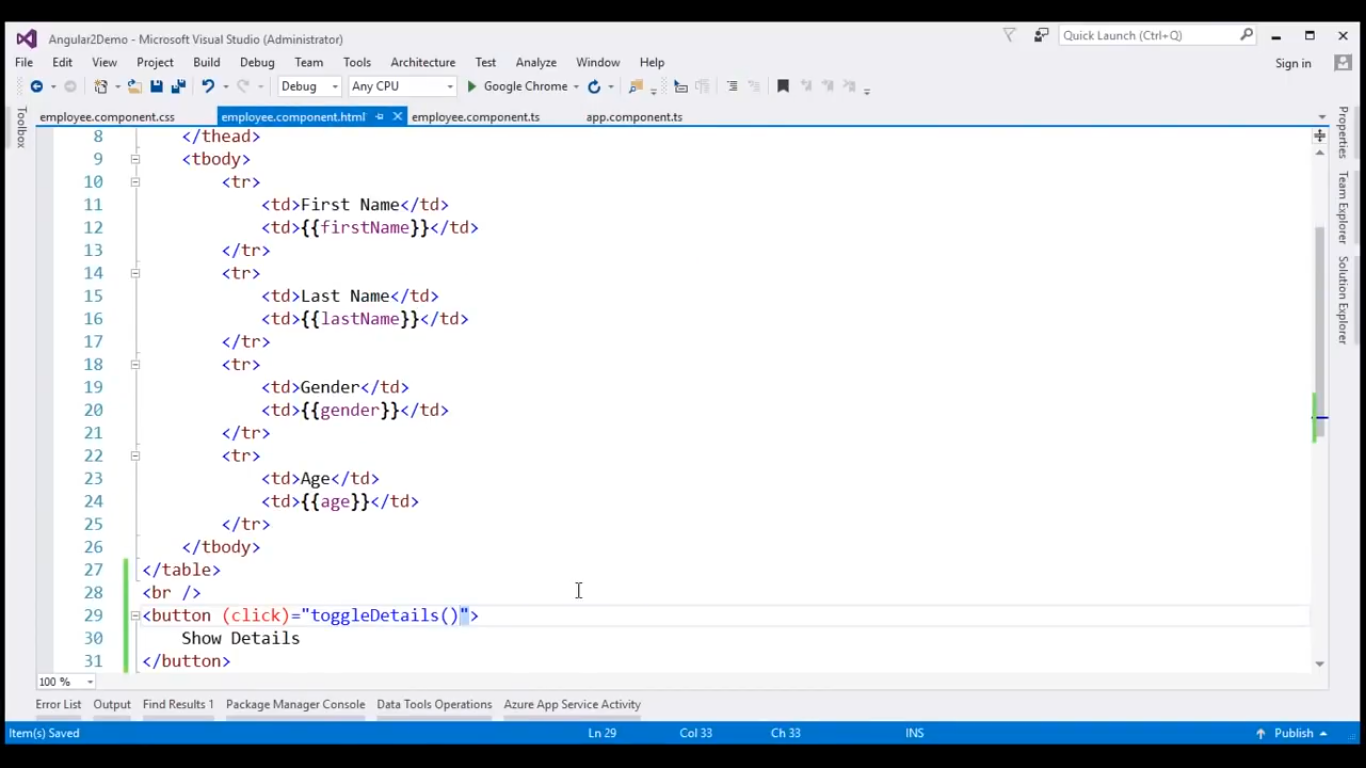 Angular2Demo - Microsoft Visual Studio (Administrator)
Quick Launch (Ctrl+Q)
File Edit View Project Build Debug Team Tools Architecture Test Analyze Window Help
Sign in
Debug Any CPU Google Chrome
employee.component.css employee.component.html employee.component.ts app.component.ts
Toolbox
Properties
Team Explorer
Solution Explorer
8 </thead>
9 <tbody>
10 <tr>
11 <td>First Name</td>
12 <td>{{firstName}}</td>
13 </tr>
14 <tr>
15 <td>Last Name</td>
16 <td>{{lastName}}</td>
17 </tr>
18 <tr>
19 <td>Gender</td>
20 <td>{{gender}}</td>
21 </tr>
22 <tr>
23 <td>Age</td>
24 <td>{{age}}</td>
25 </tr>
26 </tbody>
27 </table>
28 <br />
29 <button (click)="toggleDetails()">
30 Show Details
31 </button>
100 %
Error List Output Find Results 1 Package Manager Console Data Tools Operations Azure App Service Activity
Item(s) Saved Ln 29 Col 33 Ch 33 INS Publish